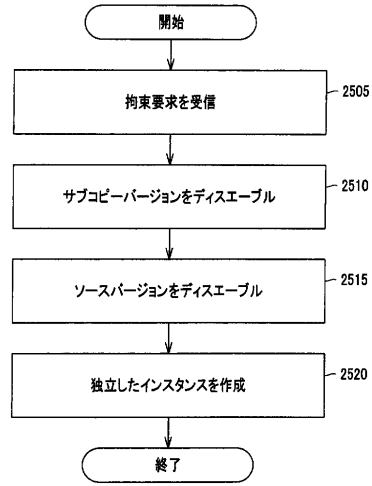 開始
拘束要求を受信
2505
サブコピーバージョンをディスエーブル
2510
ソースバージョンをディスエーブル
2515
独立したインスタンスを作成
2520
終了